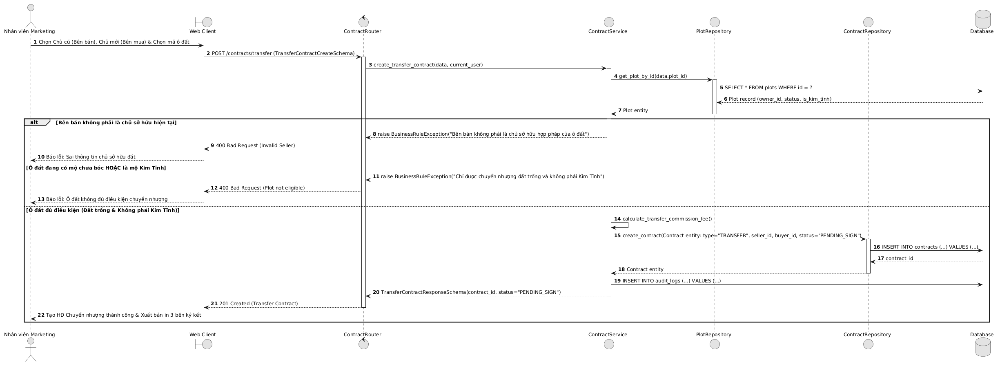 Nhân viên Marketing
Web Client
ContractRouter
ContractService
PlotRepository
ContractRepository
Database
1 Chọn Chủ cũ (Bên bán), Chủ mới (Bên mua) & Chọn mã ô đất
2 POST /contracts/transfer (TransferContractCreateSchema)
3 create_transfer_contract(data, current_user)
4 get_plot_by_id(data.plot_id)
5 SELECT * FROM plots WHERE id = ?
6 Plot record (owner_id, status, is_kim_tinh)
7 Plot entity
alt [Bên bán không phải là chủ sở hữu hiện tại]
8 raise BusinessRuleException("Bên bán không phải là chủ sở hữu hợp pháp của ô đất")
9 400 Bad Request (Invalid Seller)
10 Báo lỗi: Sai thông tin chủ sở hữu đất
[Ô đất đang có mộ chưa bóc HOẶC là mộ Kim Tĩnh]
11 raise BusinessRuleException("Chỉ được chuyển nhượng đất trống và không phải Kim Tĩnh")
12 400 Bad Request (Plot not eligible)
13 Báo lỗi: Ô đất không đủ điều kiện chuyển nhượng
[Ô đất đủ điều kiện (Đất trống & Không phải Kim Tĩnh)]
14 calculate_transfer_commission_fee()
15 create_contract(Contract entity: type="TRANSFER", seller_id, buyer_id, status="PENDING_SIGN")
16 INSERT INTO contracts (...) VALUES (...)
17 contract_id
18 Contract entity
19 INSERT INTO audit_logs (...) VALUES (...)
20 TransferContractResponseSchema(contract_id, status="PENDING_SIGN")
21 201 Created (Transfer Contract)
22 Tạo HĐ Chuyển nhượng thành công & Xuất bản in 3 bên ký kết
Nhân viên Marketing
Web Client
ContractRouter
ContractService
PlotRepository
ContractRepository
Database